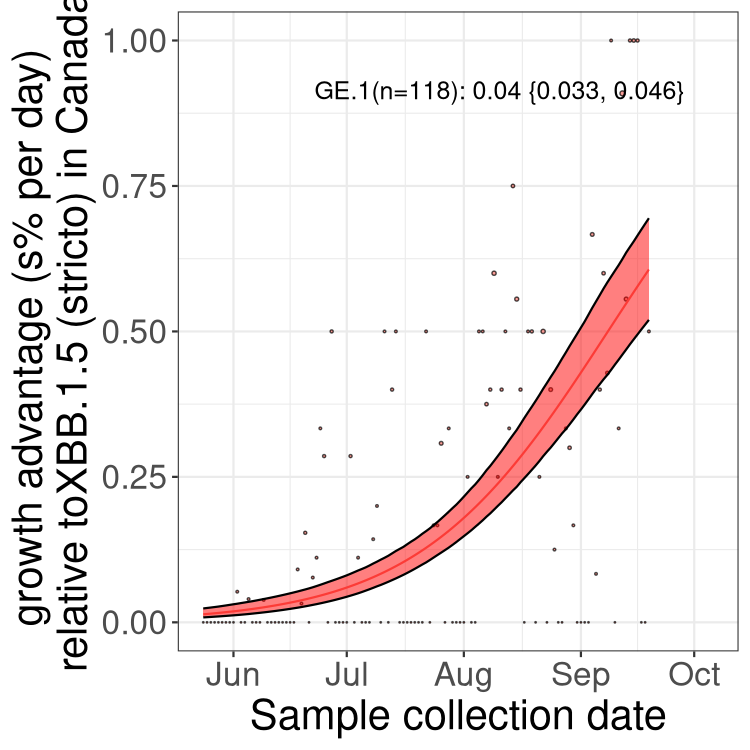 growth advantage (s% per day)
relative toXBB.1.5 (stricto) in Canada
1.00
0.75
0.50
0.25
0.00
GE.1(n=118): 0.04 {0.033, 0.046}
Jun Jul Aug Sep Oct
Sample collection date